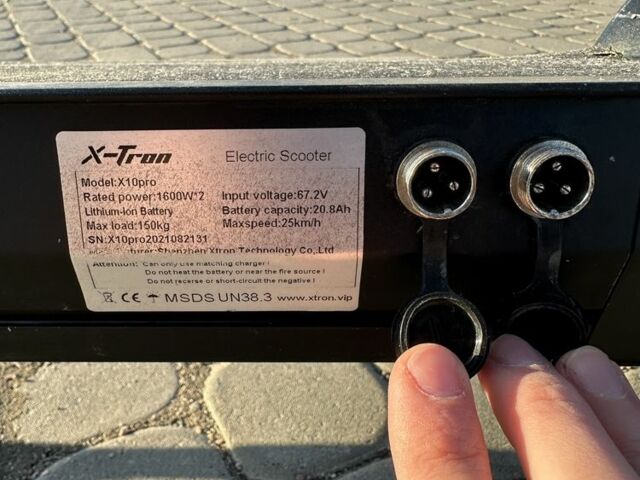 X-Tron Electric Scooter
Model:X10pro
Rated power:1600W*2 Input voltage:67.2V
Lithium-ion Battery Battery capacity:20.8Ah
Max load:150kg Maxspeed:25km/h
SN:X10pro2021082131
Shenzhen Xtron Technology Co.,Ltd
Attention: Can only use matching charger !
Do not heat the battery or near the fire source !
Do not recerse or short-circuit the negative !
CE MSDS UN38.3 www.xtron.vip